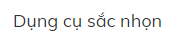 Dụng cụ sắc nhọn